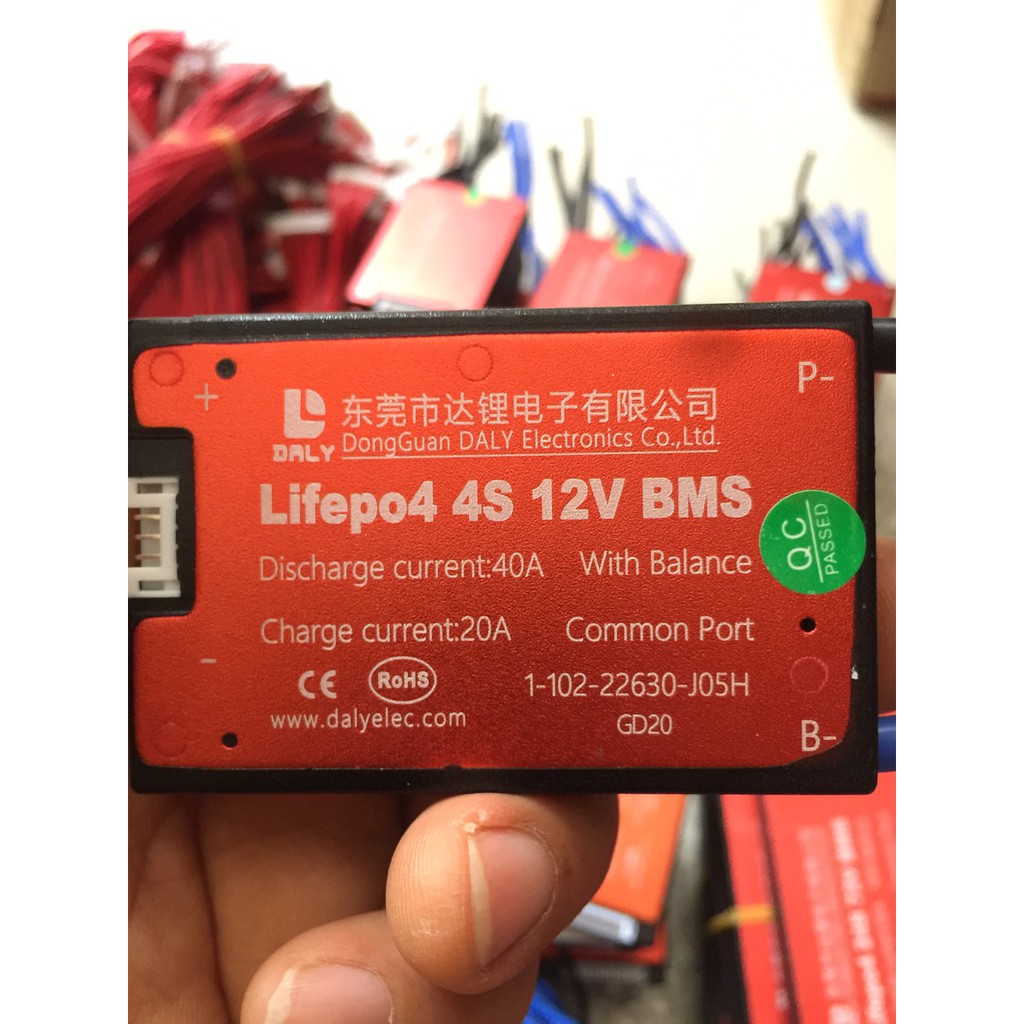 +
P-
DALY
东莞市达锂电子有限公司
DongGuan DALY Electronics Co.,Ltd.
Lifepo4 4S 12V BMS
QC
PASSED
Discharge current:40A With Balance
Charge current:20A Common Port
-
CE RoHS
1-102-22630-J05H
www.dalyelec.com
GD20
B-